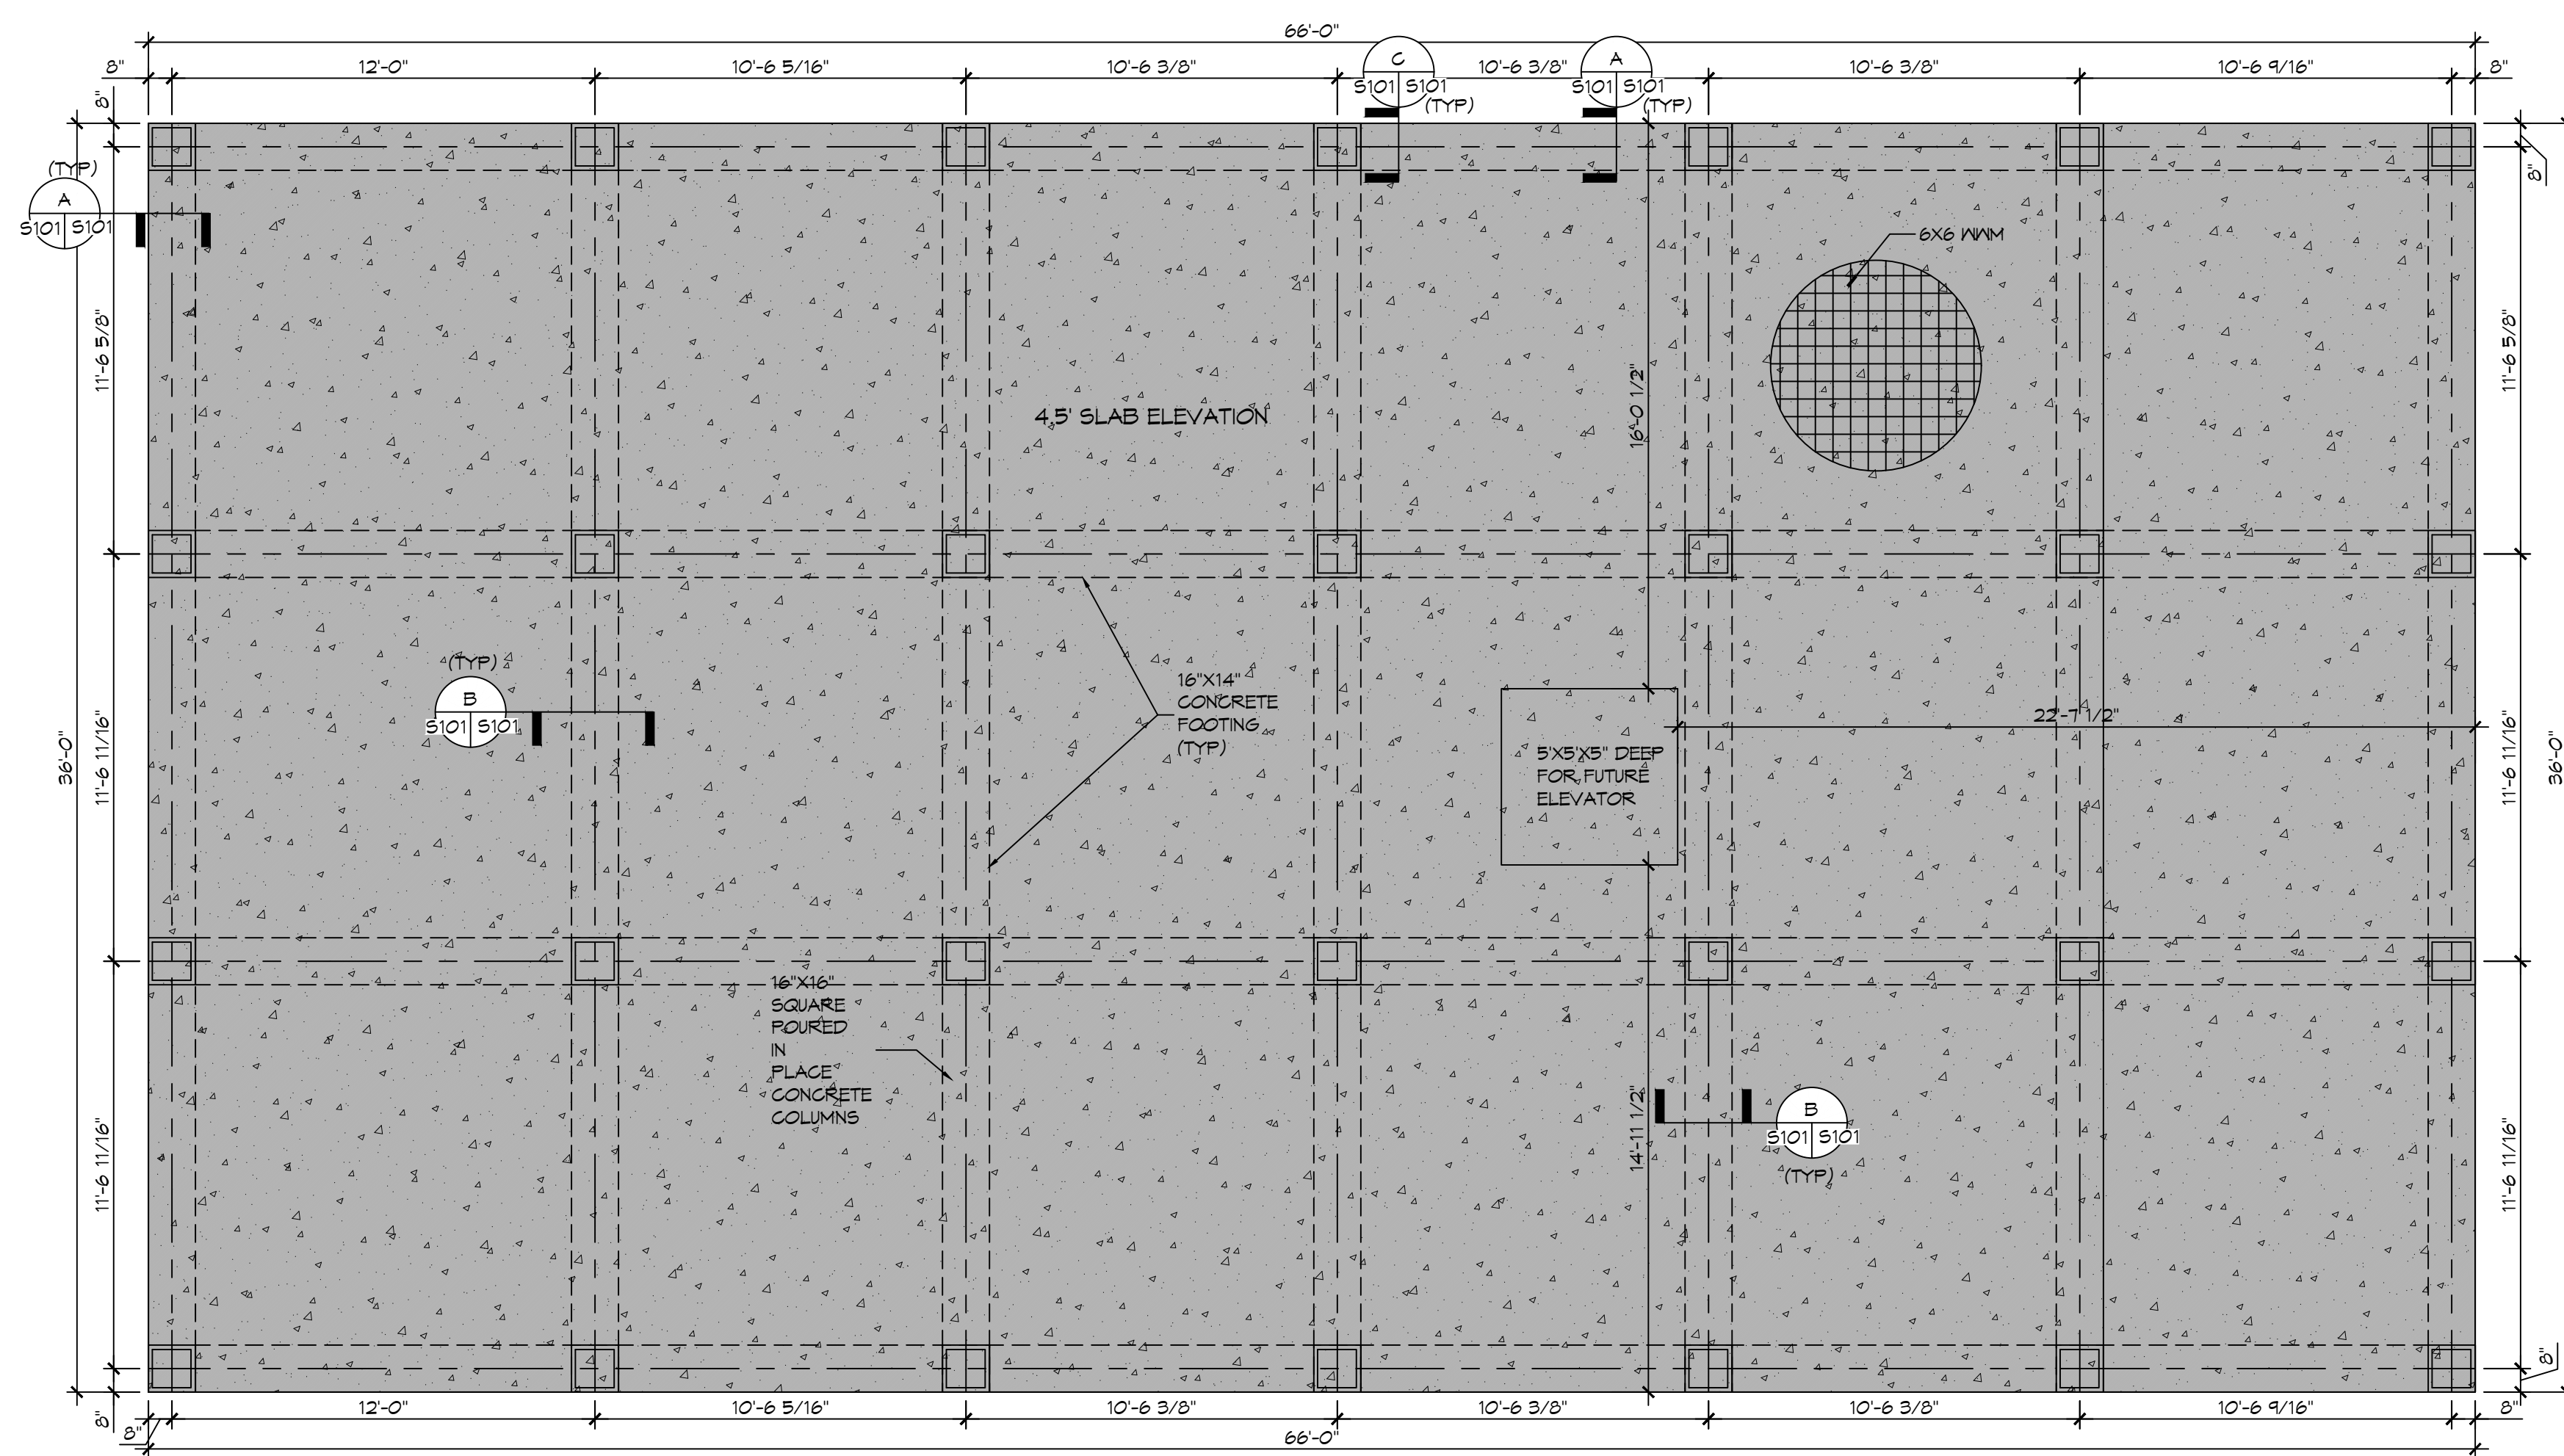 66'-0"
8"
12'-0"
10'-6 5/16"
10'-6 3/8"
10'-6 3/8"
10'-6 3/8"
10'-6 9/16"
8"
C
S101
S101
(TYP)
A
S101
S101
(TYP)
8"
8"
(TYP)
A
S101
S101
6X6 WWM
11'-6 5/8"
11'-6 5/8"
4.5' SLAB ELEVATION
16'-0 1/2"
(TYP)
B
S101
S101
16"X14"
CONCRETE
FOOTING
(TYP)
22'-7 1/2"
5'X5'X5" DEEP
FOR FUTURE
ELEVATOR
36'-0"
11'-6 11/16"
11'-6 11/16"
36'-0"
16"X16"
SQUARE
POURED
IN
PLACE
CONCRETE
COLUMNS
14'-11 1/2"
B
S101
S101
(TYP)
11'-6 11/16"
11'-6 11/16"
8"
8"
8"
12'-0"
10'-6 5/16"
10'-6 3/8"
10'-6 3/8"
10'-6 3/8"
10'-6 9/16"
8"
66'-0"